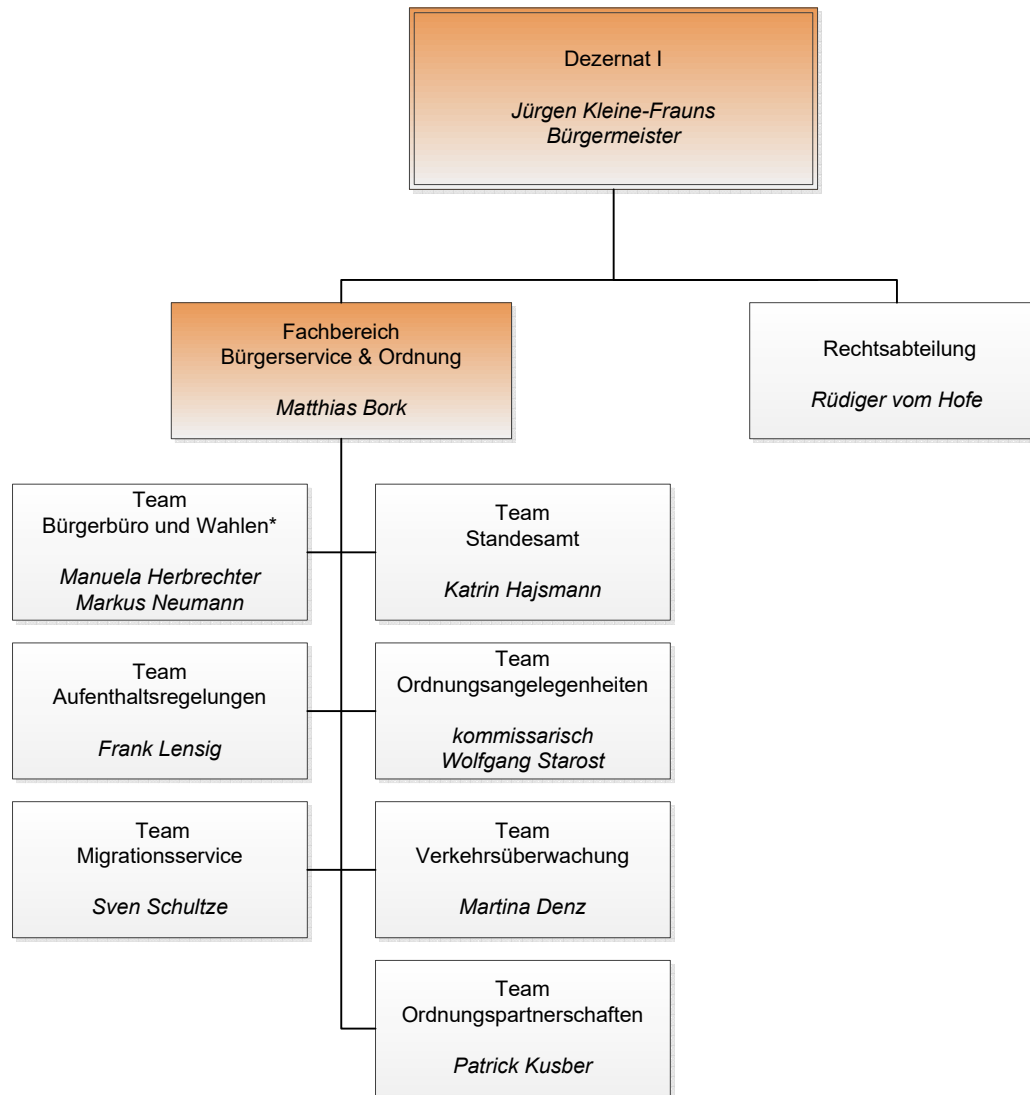 Dezernat I
Jürgen Kleine-Frauns
Bürgermeister
Fachbereich
Bürgerservice & Ordnung
Matthias Bork
Rechtsabteilung
Rüdiger vom Hofe
Team
Bürgerbüro und Wahlen*
Manuela Herbrechter
Markus Neumann
Team
Standesamt
Katrin Hajsmann
Team
Aufenthaltsregelungen
Frank Lensig
Team
Ordnungsangelegenheiten
kommissarisch
Wolfgang Starost
Team
Migrationsservice
Sven Schultze
Team
Verkehrsüberwachung
Martina Denz
Team
Ordnungspartnerschaften
Patrick Kusber